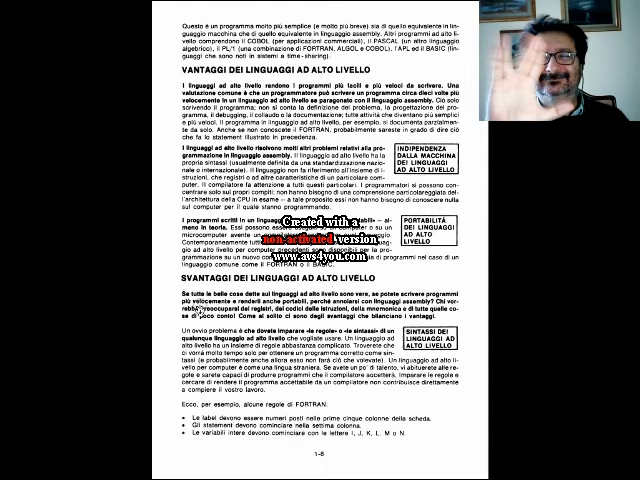 Questo è un programma molto più semplice (e molto più breve) sia di quello equivalente in lin-
guaggio macchina che di quello equivalente in linguaggio assembly. Altri programmi ad alto li-
vello comprendono il COBOL (per applicazioni commerciali), il PASCAL (un altro linguaggio
algebrico), il PL/1 (una combinazione di FORTRAN, ALGOL e COBOL), l'APL ed il BASIC (lin-
guaggi che sono noti in sistemi a time-sharing).
VANTAGGI DEI LINGUAGGI AD ALTO LIVELLO
I linguaggi ad alto livello rendono i programmi più facili e più veloci da scrivere. Una
valutazione comune è che un programmatore può scrivere un programma circa dieci volte più
velocemente in un linguaggio ad alto livello se paragonato con il linguaggio assembly. Ciò solo
scrivendo il programma; non si conta la definizione del problema, la progettazione del pro-
gramma, il debugging, il collaudo o la documentazione; tutte attività che diventano più semplici
e più veloci. Il programma in linguaggio ad alto livello, per esempio, si documenta parzialmen-
te da solo. Anche se non conoscete il FORTRAN, probabilmente sareste in grado di dire ciò
che fa lo statement illustrato in precedenza.
I linguaggi ad alto livello risolvono molti altri problemi relativi alla pro-
grammazione in linguaggio assembly. Il linguaggio ad alto livello ha la
propria sintassi (usualmente definita da una standardizzazione nazio-
nale o internazionale). Il linguaggio non fa riferimento all'insieme di i-
struzioni, che registri o ad altre caratteristiche di un particolare com-
puter. Il compilatore fa attenzione a tutti questi particolari. I programmatori si possono con-
centrare solo sui propri compiti; non hanno bisogno di una comprensione particolareggiata del-
l'architettura della CPU in esame — a tale proposito essi non hanno bisogno di conoscere nulla
sul computer per il quale stanno programmando.
INDIPENDENZA
DALLA MACCHINA
DEI LINGUAGGI
AD ALTO LIVELLO
I programmi scritti in un linguag
meno in teoria. Essi possono
microcomputer avente un
Contemporaneamente tutti
gio ad alto livello per computer precedenti sono disponibili per la pro-
grammazione su un nuovo
linguaggio comune come il FORTRAN o il BASIC.
PORTABILITÀ
DEI LINGUAGGI
AD ALTO
LIVELLO
Created with a
non-activated version
www.avs4you.com
SVANTAGGI DEI LINGUAGGI AD ALTO LIVELLO
Se tutte le belle cose dette sui linguaggi ad alto livello sono vere, se potete scrivere programmi
più velocemente e renderli anche portabili, perché annoiarsi con linguaggi assembly? Chi vor-
rebbe preoccuparsi dei registri, dei codici delle istruzioni, della mnemonica e di tutte quelle co-
se di poco conto! Come al solito ci sono degli svantaggi che bilanciano i vantaggi.
Un ovvio problema è che dovete imparare «le regole» o «le sintassi» di un
qualunque linguaggio ad alto livello che vogliate usare. Un linguaggio ad
alto livello ha un insieme di regole abbastanza complicato. Troverete che
ci vorrà molto tempo solo per ottenere un programma corretto come sin-
tassi (e probabilmente anche allora esso non farà ciò che volevate). Un linguaggio ad alto li-
vello per computer è come una lingua straniera. Se avete un po' di talento, vi abituerete alle re-
gole e sarete capaci di produrre programmi che il compilatore accetterà. Imparare le regole e
cercare di rendere il programma accettabile da un compilatore non contribuisce direttamente
a compiere il vostro lavoro.
SINTASSI DEI
LINGUAGGI AD
ALTO LIVELLO
Ecco, per esempio, alcune regole di FORTRAN:
• Le label devono essere numeri posti nelle prime cinque colonne della scheda.
• Gli statement devono cominciare nella settima colonna.
• Le variabili intere devono cominciare con le lettere I, J, K, L, M o N.
1-8